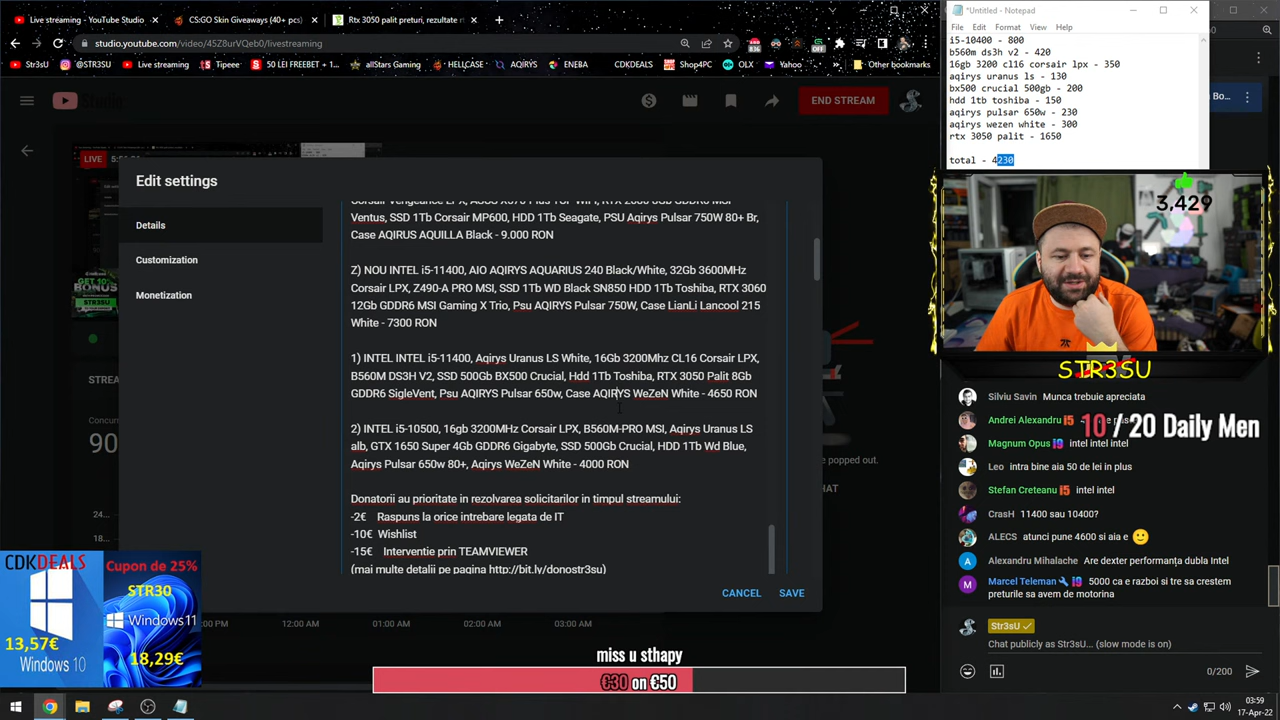 Live streaming - YouTube Studio
CS:GO Skin Giveaways (40+ pcs)
Rtx 3050 palit preturi, rezultate r
studio.youtube.com/video/45Z8urVQeb0/livestreaming
Str3sU
@STR3SU
Live streaming
Tipeee
50 LEI FREEBET + 1...
allStars Gaming
HELLCASE
AQIRYS
ENEBA
CDKDEALS
Shop4PC
OLX
Yahoo
Other bookmarks
END STREAM
LIVE
Edit settings
Details
Customization
Monetization
Ventus, SSD 1Tb Corsair MP600, HDD 1Tb Seagate, PSU Aqirys Pulsar 750W 80+ Br,
Case AQIRUS AQUILLA Black - 9.000 RON
Z) NOU INTEL i5-11400, AIO AQIRYS AQUARIUS 240 Black/White, 32Gb 3600MHz
Corsair LPX, Z490-A PRO MSI, SSD 1Tb WD Black SN850 HDD 1Tb Toshiba, RTX 3060
12Gb GDDR6 MSI Gaming X Trio, Psu AQIRYS Pulsar 750W, Case LianLi Lancool 215
White - 7300 RON
1) INTEL INTEL i5-11400, Aqirys Uranus LS White, 16Gb 3200Mhz CL16 Corsair LPX,
B560M DS3H V2, SSD 500Gb BX500 Crucial, Hdd 1Tb Toshiba, RTX 3050 Palit 8Gb
GDDR6 SigleVent, Psu AQIRYS Pulsar 650w, Case AQIRYS WeZeN White - 4650 RON
2) INTEL i5-10500, 16gb 3200MHz Corsair LPX, B560M-PRO MSI, Aqirys Uranus LS
alb, GTX 1650 Super 4Gb GDDR6 Gigabyte, SSD 500Gb Crucial, HDD 1Tb Wd Blue,
Aqirys Pulsar 650w 80+, Aqirys WeZeN White - 4000 RON
Donatorii au prioritate in rezolvarea solicitarilor in timpul streamului:
-2€ Raspuns la orice intrebare legata de IT
-10€ Wishlist
-15€ Interventie prin TEAMVIEWER
(mai multe detalii pe pagina http://bit.ly/donostr3su)
CANCEL
SAVE
e popped out.
HAT
12:00 AM
01:00 AM
02:00 AM
03:00 AM
*Untitled - Notepad
File Edit Format View Help
i5-10400 - 800
b560m ds3h v2 - 420
16gb 3200 cl16 corsair lpx - 350
aqirys uranus ls - 130
bx500 crucial 500gb - 200
hdd 1tb toshiba - 150
aqirys pulsar 650w - 230
aqirys wezen white - 300
rtx 3050 palit - 1650
total - 4230
3.429
STR3SU
10 / 20 Daily Men
Silviu Savin Munca trebuie apreciata
Andrei Alexandru
Magnum Opus intel intel intel
Leo intra bine aia 50 de lei in plus
Stefan Creteanu intel intel
CrasH 11400 sau 10400?
ALECS atunci pune 4600 si aia e
Alexandru Mihalache Are dexter performanța dubla Intel
Marcel Teleman 5000 ca e razboi si tre sa crestem
preturile sa avem de motorina
Str3sU
Chat publicly as Str3sU... (slow mode is on)
0/200
CDKDEALS
Cupon de 25%
STR30
Windows 11
13,57€
18,29€
Windows 10
miss u sthapy
€30 on €50
03:59
17-Apr-22